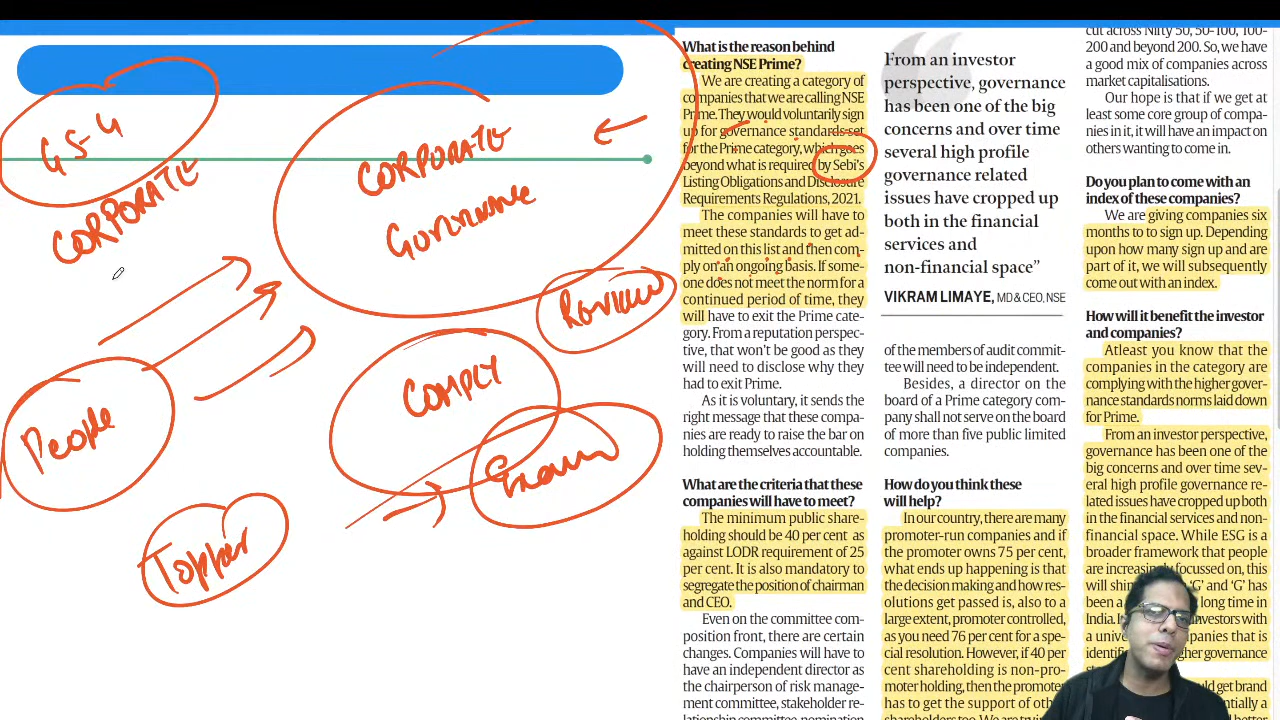 GS-4
CORPORATE
CORPORATE
Governance
Review
COMPLY
People
Topper
What is the reason behind
creating NSE Prime?
We are creating a category of
companies that we are calling NSE
Prime. They would voluntarily sign
up for governance standards set
for the Prime category, which goes
beyond what is required by Sebi's
Listing Obligations and Disclosure
Requirements Regulations, 2021.
The companies will have to
meet these standards to get ad-
mitted on this list and then com-
ply on an ongoing basis. If some-
one does not meet the norm for a
continued period of time, they
will have to exit the Prime cate-
gory. From a reputation perspec-
tive, that won't be good as they
will need to disclose why they
had to exit Prime.
As it is voluntary, it sends the
right message that these compa-
nies are ready to raise the bar on
holding themselves accountable.
What are the criteria that these
companies will have to meet?
The minimum public share-
holding should be 40 per cent as
against LODR requirement of 25
per cent. It is also mandatory to
segregate the position of chairman
and CEO.
Even on the committee com-
position front, there are certain
changes. Companies will have to
have an independent director as
the chairperson of risk manage-
ment committee, stakeholder re-
lationship committee, nomination
From an investor
perspective, governance
has been one of the big
concerns and over time
several high profile
governance related
issues have cropped up
both in the financial
services and
non-financial space”
VIKRAM LIMAYE, MD & CEO, NSE
of the members of audit commit-
tee will need to be independent.
Besides, a director on the
board of a Prime category com-
pany shall not serve on the board
of more than five public limited
companies.
How do you think these
will help?
In our country, there are many
promoter-run companies and if
the promoter owns 75 per cent,
what ends up happening is that
the decision making and how res-
olutions get passed is, also to a
large extent, promoter controlled,
as you need 76 per cent for a spe-
cial resolution. However, if 40 per
cent shareholding is non-pro-
moter holding, then the promoter
has to get the support of other
shareholders too. We are trying
cut across Nifty 50, 50-100, 100-
200 and beyond 200. So, we have
a good mix of companies across
market capitalisations.
Our hope is that if we get at
least some core group of compa-
nies in it, it will have an impact on
others wanting to come in.
Do you plan to come with an
index of these companies?
We are giving companies six
months to to sign up. Depending
upon how many sign up and are
part of it, we will subsequently
come out with an index.
How will it benefit the investor
and companies?
Atleast you know that the
companies in the category are
complying with the higher gover-
nance standards norms laid down
for Prime.
From an investor perspective,
governance has been one of the
big concerns and over time sev-
eral high profile governance re-
lated issues have cropped up both
in the financial services and non-
financial space. While ESG is a
broader framework that people
are increasingly focussed on, this
will 'G' and 'G' has
been a long time in
India. investors with
a panies that is
gher governance
get brand